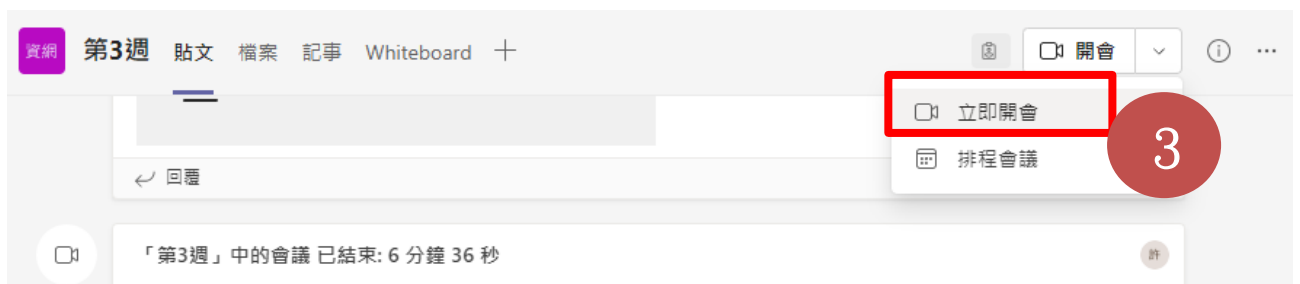 資網 第3週 貼文 檔案 記事 Whiteboard 開會
立即開會
3
排程會議
回覆
「第3週」中的會議 已結束: 6 分鐘 36 秒 許